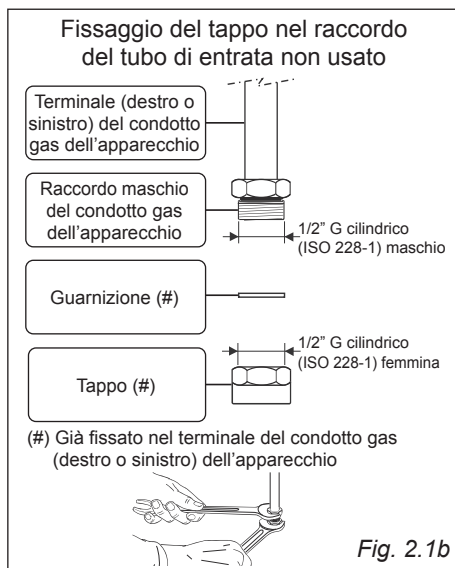 Fissaggio del tappo nel raccordo
del tubo di entrata non usato
Terminale (destro o
sinistro) del condotto
gas dell'apparecchio
Raccordo maschio
del condotto gas
dell'apparecchio
1/2” G cilindrico
(ISO 228-1) maschio
Guarnizione (#)
1/2” G cilindrico
(ISO 228-1) femmina
Tappo (#)
(#) Già fissato nel terminale del condotto gas
(destro o sinistro) dell'apparecchio
Fig. 2.1b